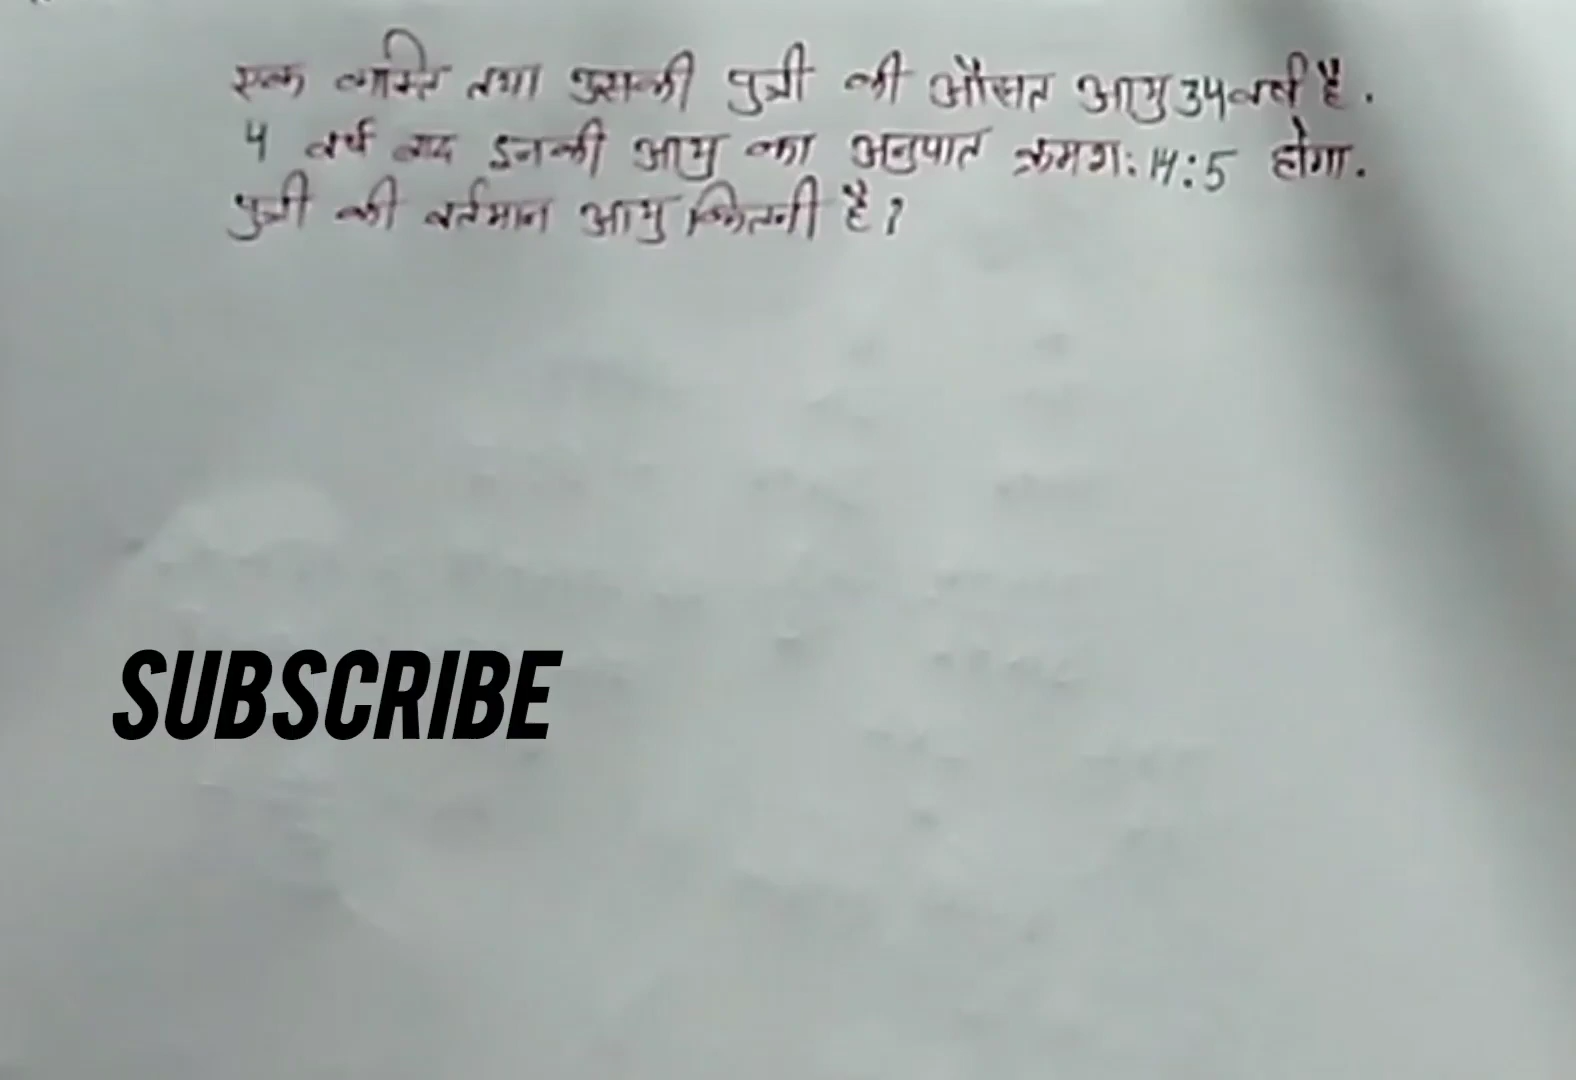 एक व्यक्ति तथा उसकी पुत्री की औसत आयु 34 वर्ष है.
4 वर्ष बाद इनकी आयु का अनुपात क्रमश: 14:5 होगा.
पुत्री की वर्तमान आयु कितनी है?
SUBSCRIBE